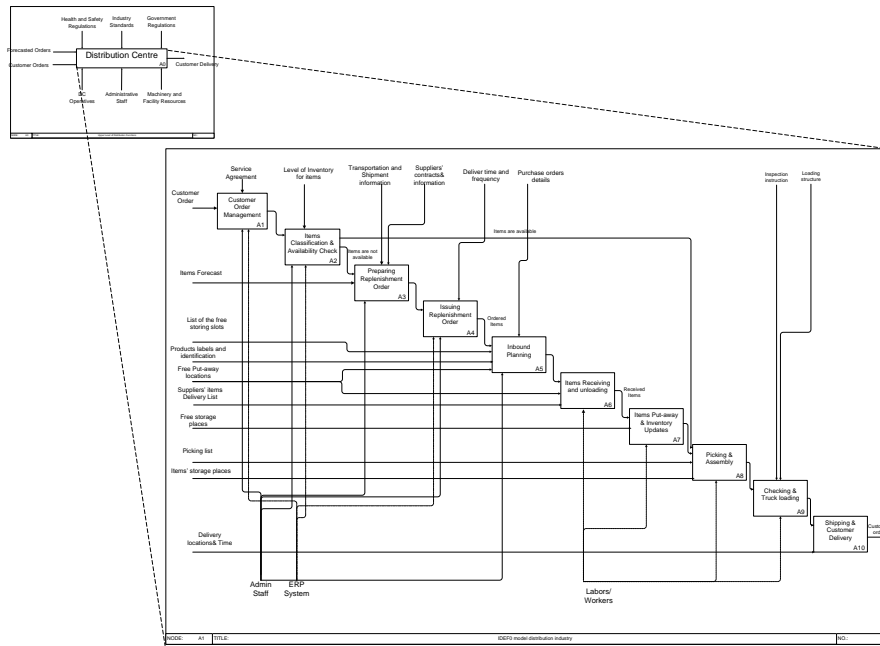 Health and Safety
Regulations
Industry
Standards
Government
Regulations
Forecasted Orders
Customer Orders
Distribution Centre
A0
Customer Delivery
DC
Operatives
Administrative
Staff
Machinery and
Facility Resources
Service
Agreement
Level of Inventory
for items
Transportation and
Shipment
information
Suppliers'
contracts&
information
Deliver time and
frequency
Purchase orders
details
Inspection
instruction
Loading
structure
Customer
Order
Customer
Order
Management
A1
Items
Classification &
Availability Check
A2
Items are available
Items are not
available
Items Forecast
Preparing
Replenishment
Order
A3
Issuing
Replenishment
Order
A4
Ordered
Items
List of the free
storing slots
Products labels and
identification
Free Put-away
locations
Suppliers' items
Delivery List
Inbound
Planning
A5
Items Receiving
and unloading
A6
Received
Items
Free storage
places
Items Put-away
& Inventory
Updates
A7
Picking list
Items' storage places
Picking &
Assembly
A8
Checking &
Truck loading
A9
Shipping &
Customer
Delivery
A10
Delivery
locations& Time
Admin
Staff
ERP
System
Labors/
Workers
NODE: A1 TITLE: IDEF0 model distribution industry NO.: